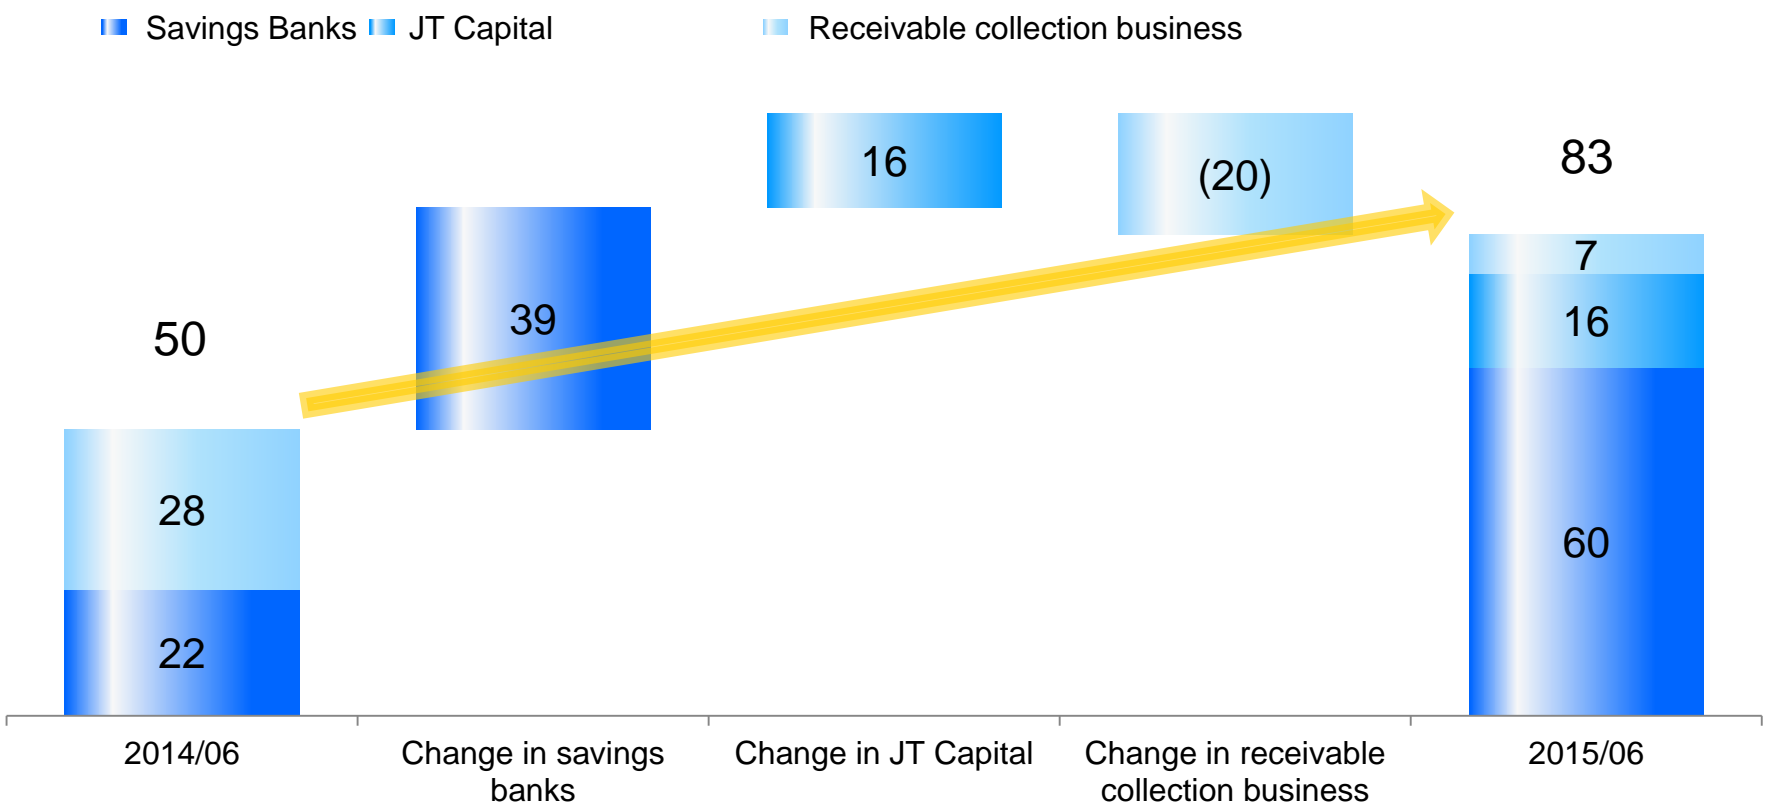 Savings Banks JT Capital Receivable collection business
16
(20)
83
7
39
16
50
28
60
22
2014/06
Change in savings
banks
Change in JT Capital
Change in receivable
collection business
2015/06